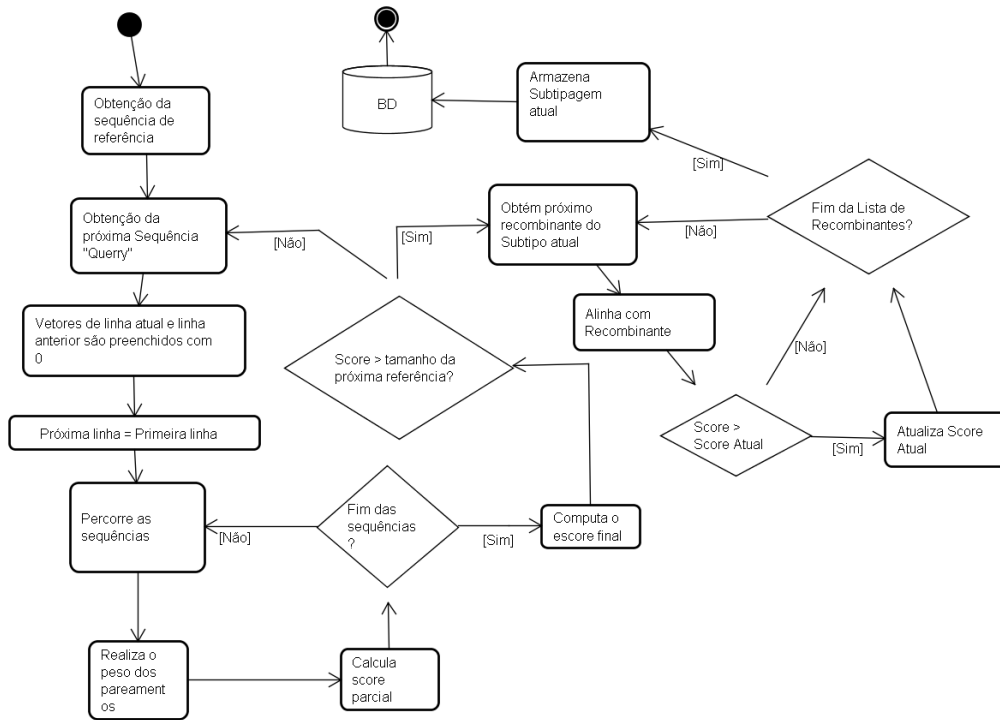 Obtenção da
sequência de
referência
Obtenção da
próxima Sequência
"Querry"
Vetores de linha atual e linha
anterior são preenchidos com
0
Próxima linha = Primeira linha
Percorre as
sequências
Realiza o
peso dos
pareament
os
Calcula
score
parcial
Fim das
sequências
?
[Não]
[Sim]
Computa o
escore final
Score > tamanho da
próxima referência?
[Não]
[Sim]
Obtém próximo
recombinante do
Subtipo atual
Alinha com
Recombinante
Score >
Score Atual
[Não]
[Sim]
Atualiza Score
Atual
Fim da Lista de
Recombinantes?
[Não]
[Sim]
Armazena
Subtipagem
atual
BD